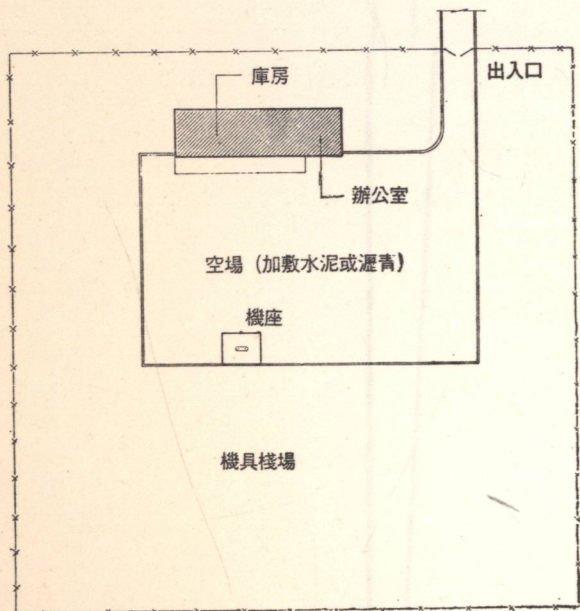 出入口
庫房
辦公室
空場（加敷水泥或瀝青）
機座
機具棧場